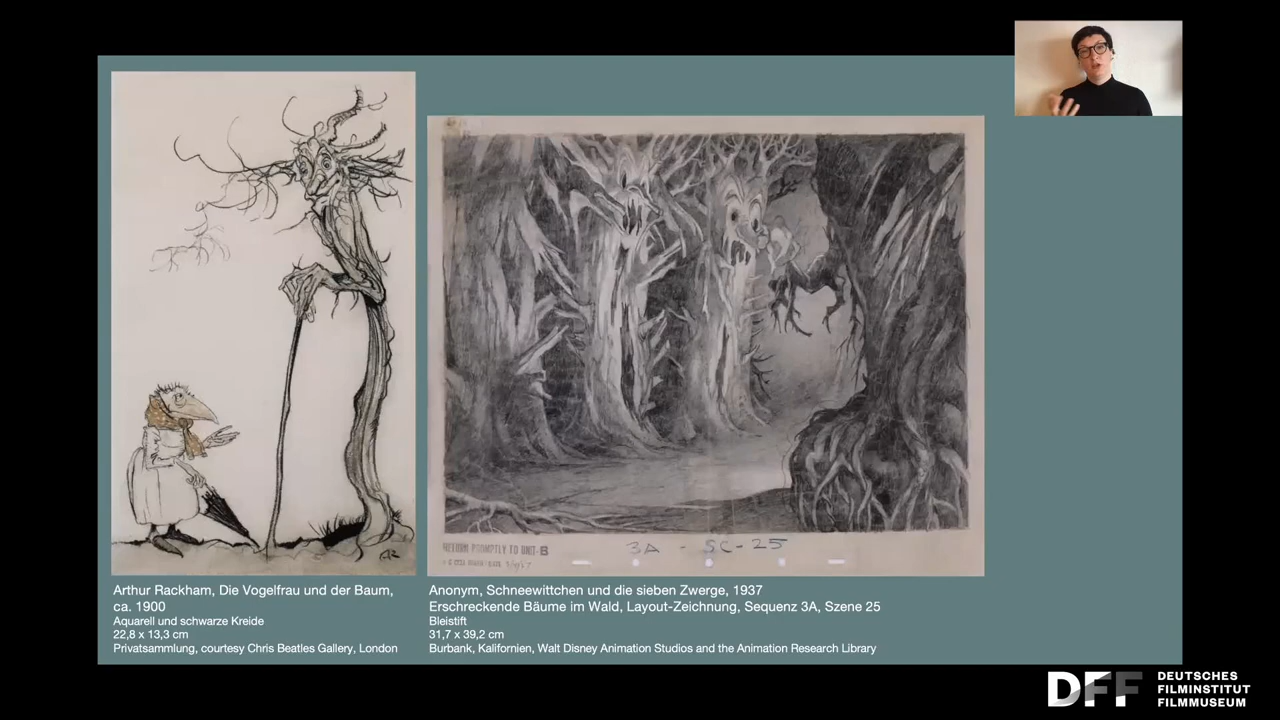 RETURN PROMPTLY TO UNIT-B
3A - SC-25
Arthur Rackham, Die Vogelfrau und der Baum,
ca. 1900
Aquarell und schwarze Kreide
22,8 x 13,3 cm
Privatsammlung, courtesy Chris Beatles Gallery, London
Anonym, Schneewittchen und die sieben Zwerge, 1937
Erschreckende Bäume im Wald, Layout-Zeichnung, Sequenz 3A, Szene 25
Bleistift
31,7 x 39,2 cm
Burbank, Kalifornien, Walt Disney Animation Studios and the Animation Research Library
DFF
DEUTSCHES
FILMINSTITUT
FILMMUSEUM